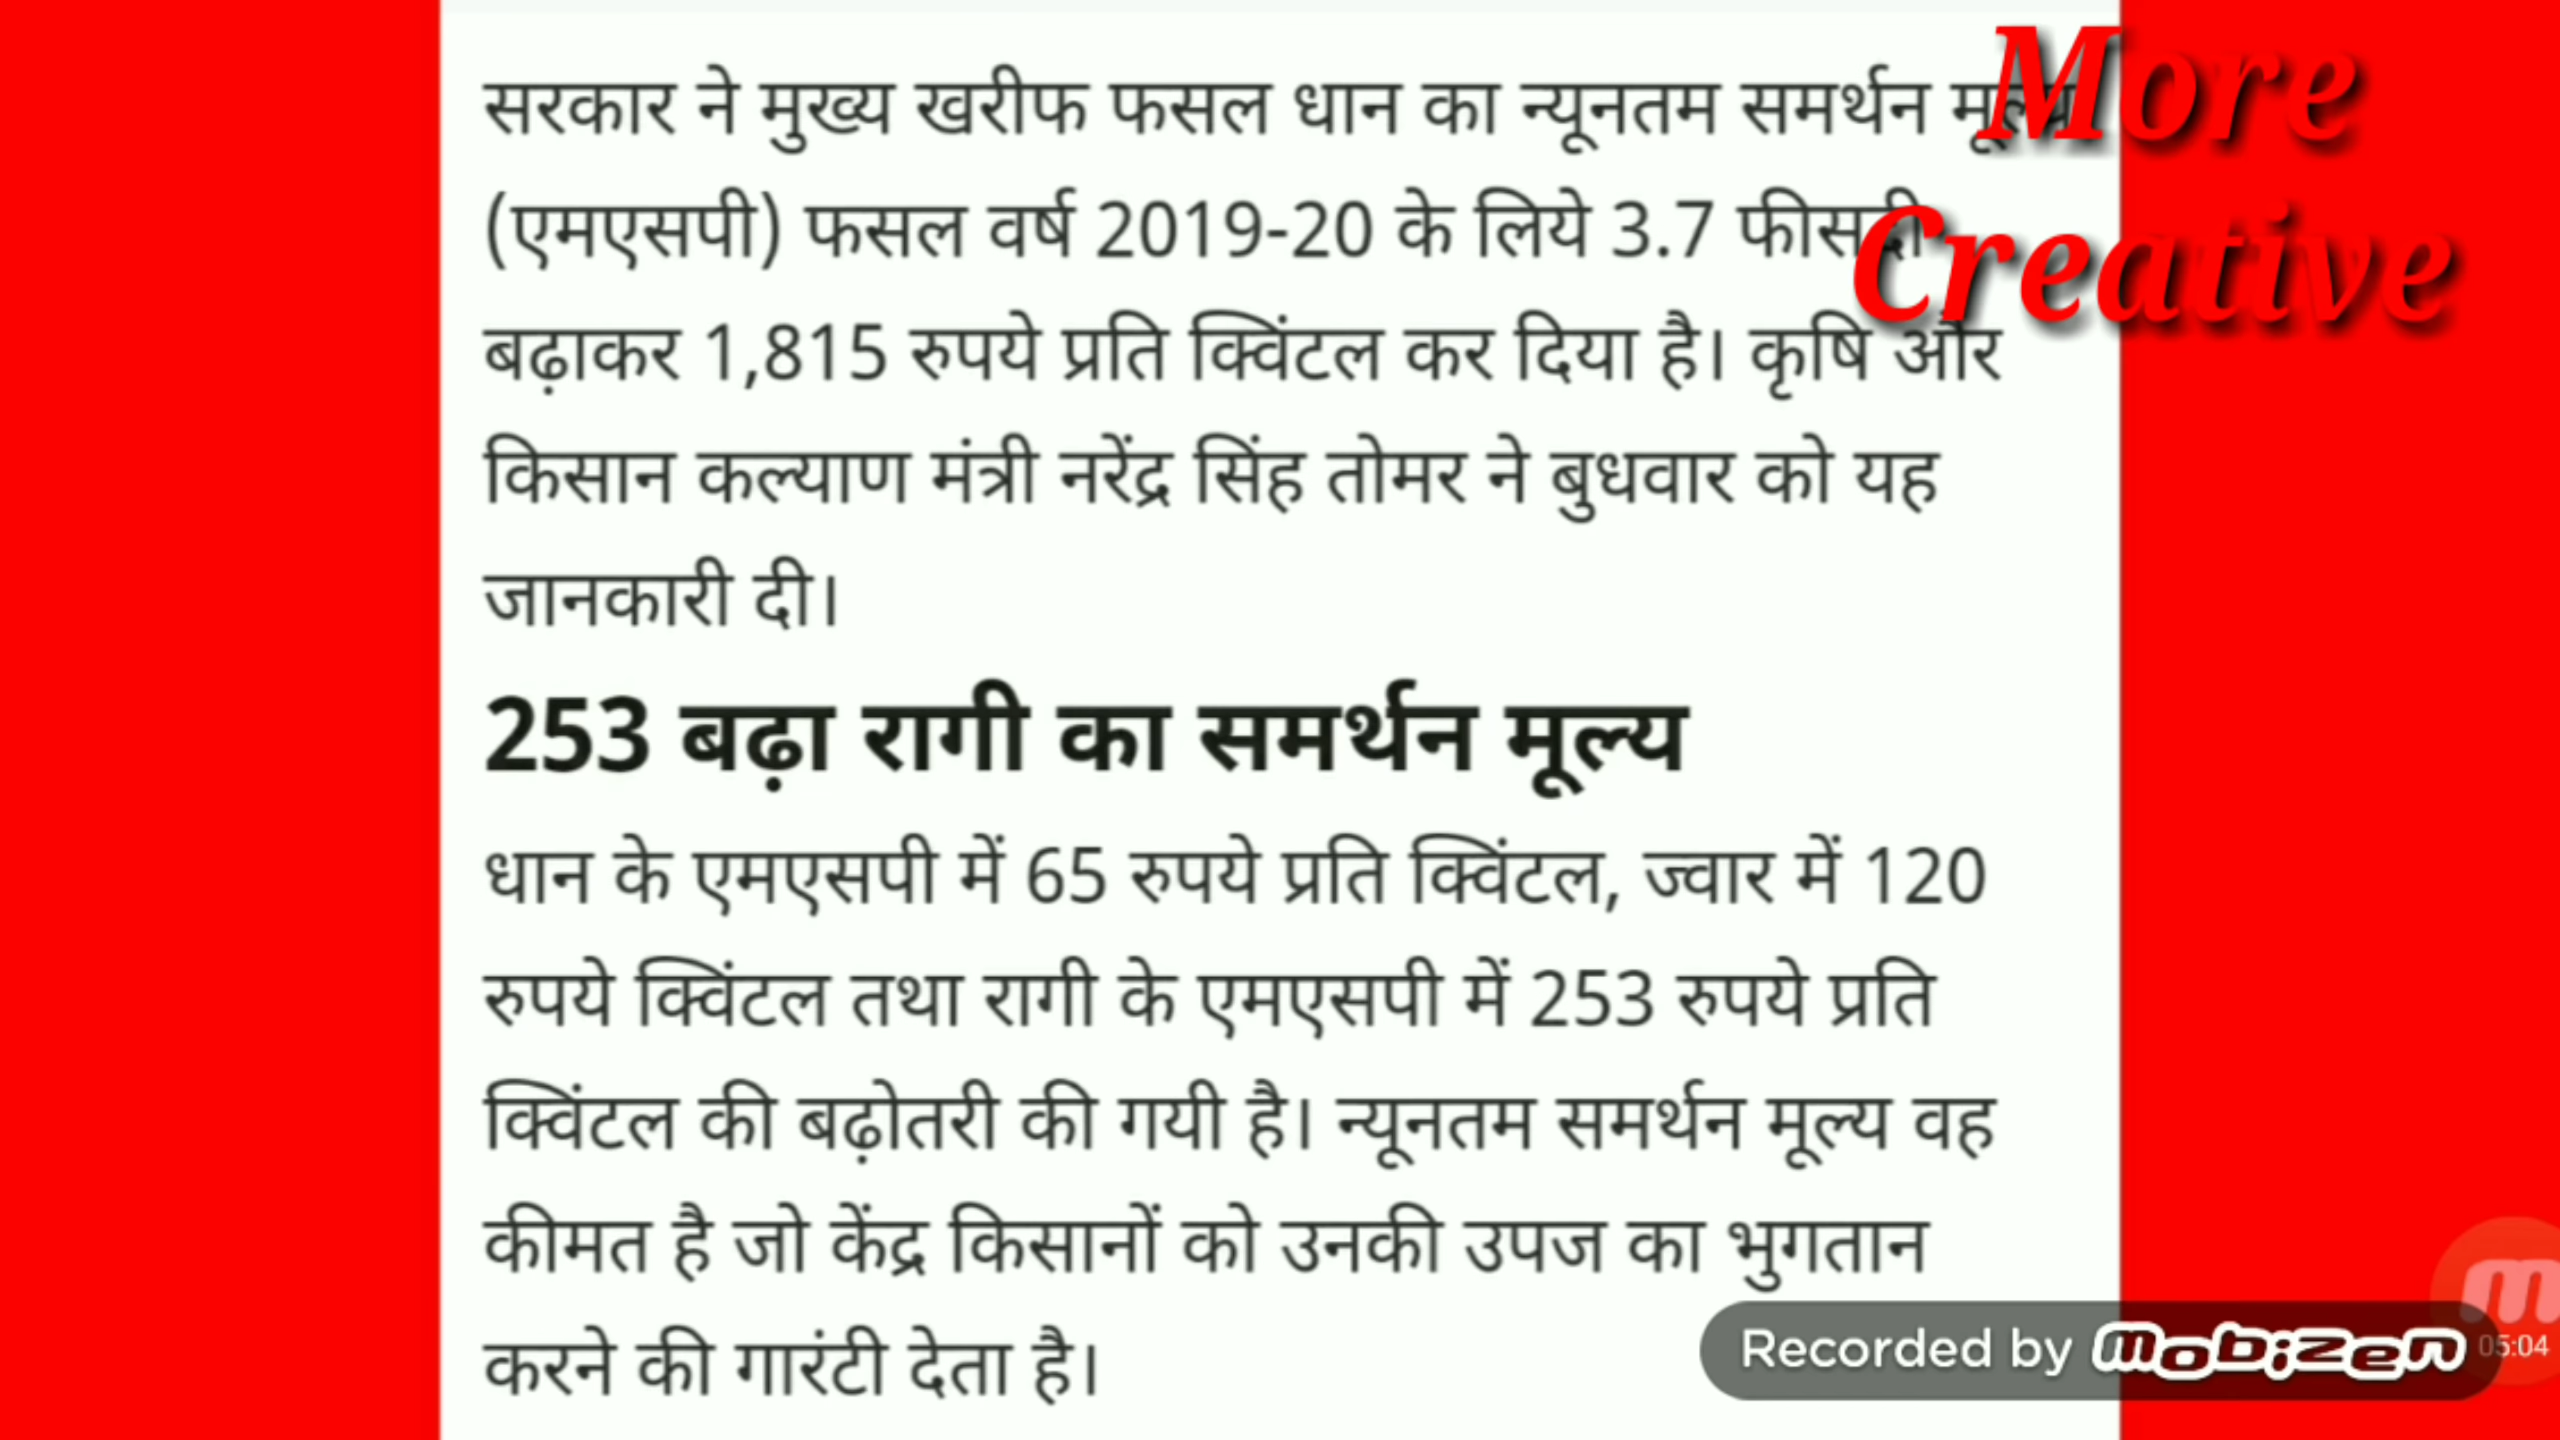 सरकार ने मुख्य खरीफ फसल धान का न्यूनतम समर्थन मूल्य
(एमएसपी) फसल वर्ष 2019-20 के लिये 3.7 फीसदी
बढ़ाकर 1,815 रुपये प्रति क्विंटल कर दिया है। कृषि और
किसान कल्याण मंत्री नरेंद्र सिंह तोमर ने बुधवार को यह
जानकारी दी।
253 बढ़ा रागी का समर्थन मूल्य
धान के एमएसपी में 65 रुपये प्रति क्विंटल, ज्वार में 120
रुपये क्विंटल तथा रागी के एमएसपी में 253 रुपये प्रति
क्विंटल की बढ़ोतरी की गयी है। न्यूनतम समर्थन मूल्य वह
कीमत है जो केंद्र किसानों को उनकी उपज का भुगतान
करने की गारंटी देता है।
More
Creative
Recorded by mobizen
05:04